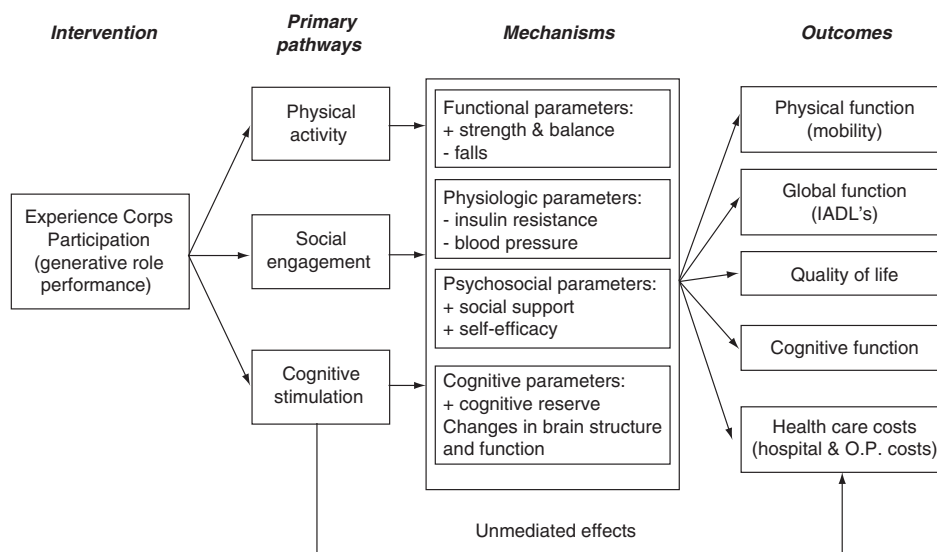 Intervention
Primary
pathways
Mechanisms
Outcomes
Experience Corps
Participation
(generative role
performance)
Physical
activity
Social
engagement
Cognitive
stimulation
Functional parameters:
+ strength & balance
- falls
Physiologic parameters:
- insulin resistance
- blood pressure
Psychosocial parameters:
+ social support
+ self-efficacy
Cognitive parameters:
+ cognitive reserve
Changes in brain structure
and function
Physical function
(mobility)
Global function
(IADL's)
Quality of life
Cognitive function
Health care costs
(hospital & O.P. costs)
Unmediated effects